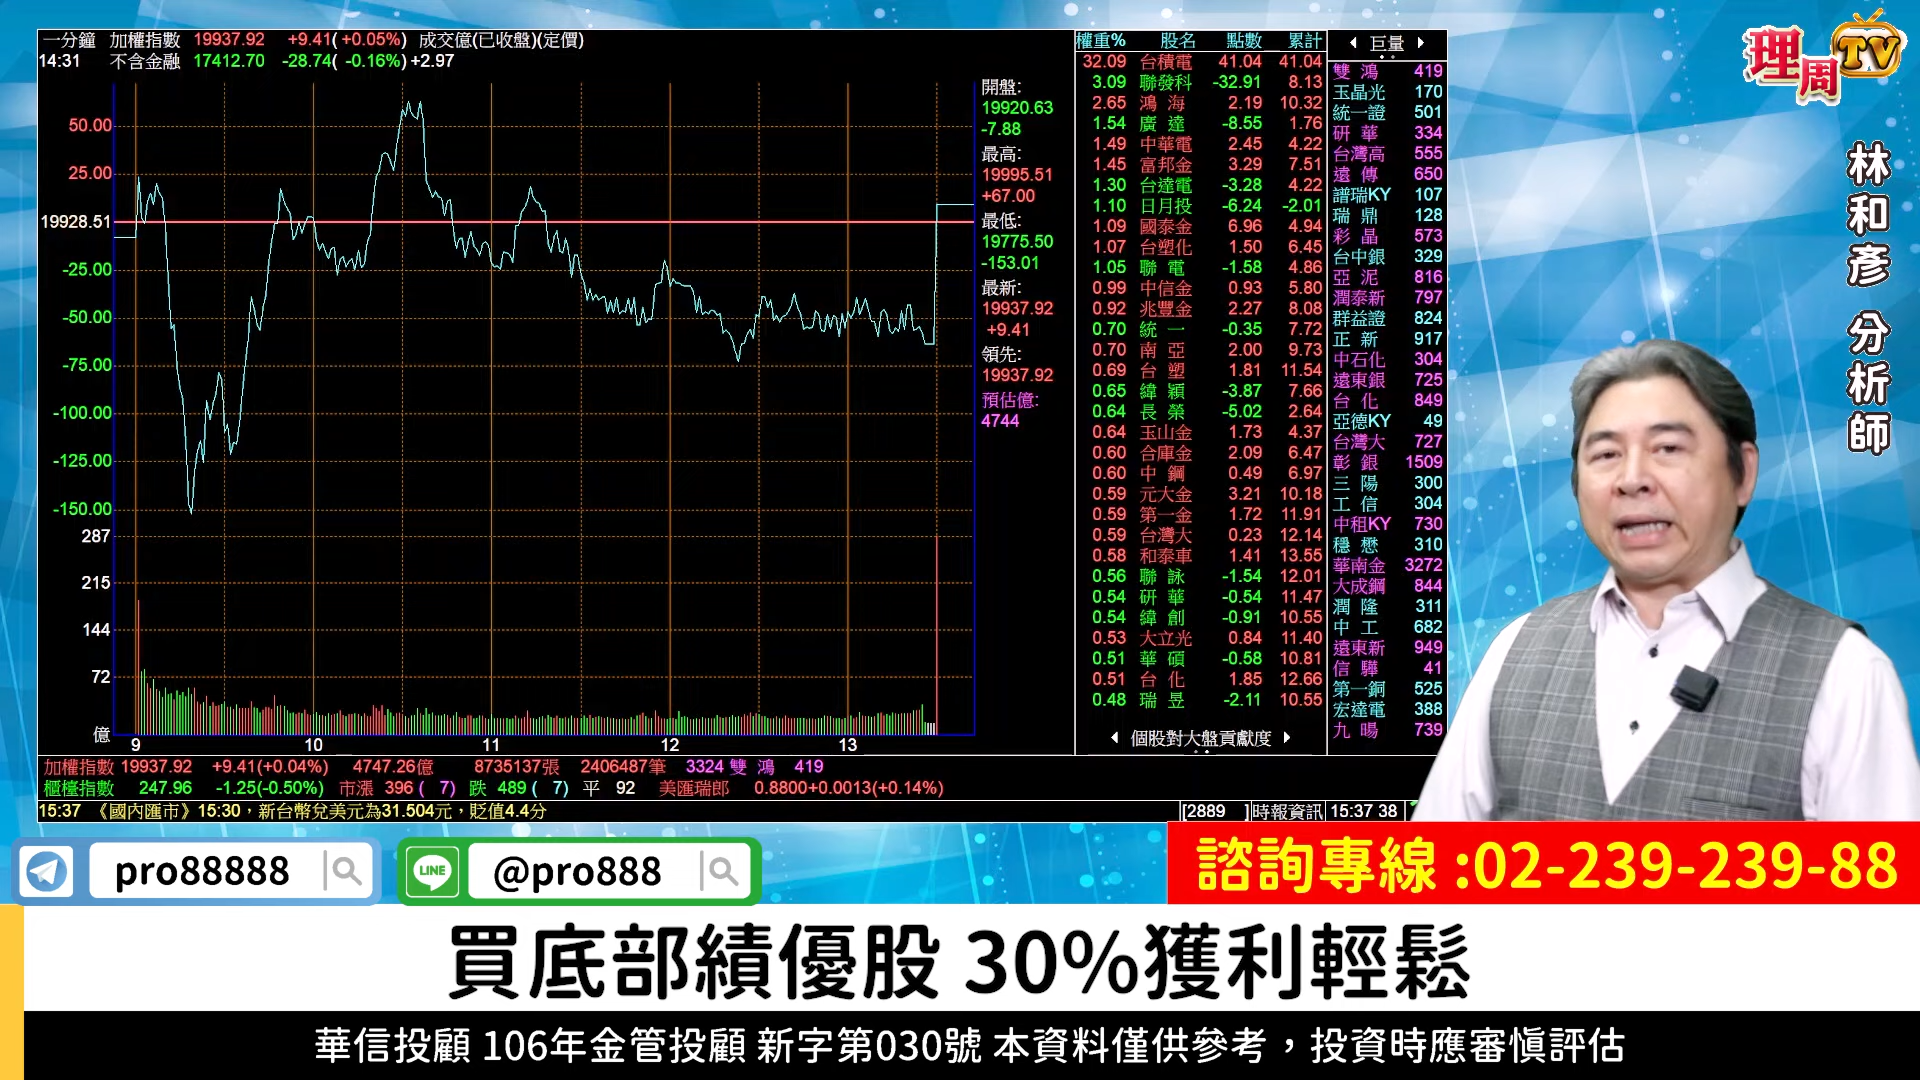 一分鐘 加權指數 19937.92 +9.41( +0.05%) 成交億(已收盤)(定價)
14:31 不含金融 17412.70 -28.74( -0.16%) +2.97
50.00
25.00
19928.51
-25.00
-50.00
-75.00
-100.00
-125.00
-150.00
287
215
144
72
億
9 10 11 12 13
開盤:
19920.63
-7.88
最高:
19995.51
+67.00
最低:
19775.50
-153.01
最新:
19937.92
+9.41
領先:
19937.92
預估億:
4744
權重% 股名 點數 累計
32.09 台積電 41.04 41.04
3.09 聯發科 -32.91 8.13
2.65 鴻海 2.19 10.32
1.54 廣達 -8.55 1.76
1.49 中華電 2.45 4.22
1.45 富邦金 3.29 7.51
1.30 台達電 -3.28 4.22
1.10 日月投 -6.24 -2.01
1.09 國泰金 6.96 4.94
1.07 台塑化 1.50 6.45
1.05 聯電 -1.58 4.86
0.99 中信金 0.93 5.80
0.92 兆豐金 2.27 8.08
0.70 統一 -0.35 7.72
0.70 南亞 2.00 9.73
0.69 台塑 1.81 11.54
0.65 緯穎 -3.87 7.66
0.64 長榮 -5.02 2.64
0.64 玉山金 1.73 4.37
0.60 合庫金 2.09 6.47
0.60 中鋼 0.49 6.97
0.59 元大金 3.21 10.18
0.59 第一金 1.72 11.91
0.59 台灣大 0.23 12.14
0.58 和泰車 1.41 13.55
0.56 聯詠 -1.54 12.01
0.54 研華 -0.54 11.47
0.54 緯創 -0.91 10.55
0.53 大立光 0.84 11.40
0.51 華碩 -0.58 10.81
0.51 台化 1.85 12.66
0.48 瑞昱 -2.11 10.55
個股對大盤貢獻度
巨量
雙鴻 419
玉晶光 170
統一證 501
研華 334
台灣高 555
遠傳 650
譜瑞KY 107
瑞鼎 128
彩晶 573
台中銀 329
亞泥 816
潤泰新 797
群益證 824
正新 917
中石化 304
遠東銀 725
台化 849
亞德KY 49
台灣大 727
彰銀 1509
三陽 300
工信 304
中租KY 730
穩懋 310
華南金 3272
大成鋼 844
潤隆 311
中工 682
遠東新 949
信驊 41
第一銅 525
宏達電 388
九暘 739
加權指數 19937.92 +9.41(+0.04%) 4747.26億 8735137張 2406487筆 3324 雙鴻 419
櫃檯指數 247.96 -1.25(-0.50%) 市漲 396( 7) 跌 489( 7) 平 92 美匯瑞郎 0.8800+0.0013(+0.14%)
15:37 《國內匯市》15:30，新台幣兌美元為31.504元，貶值4.4分 [2889 ]時報資訊 15:37 38
理周TV
林和彥 分析師
pro88888
LINE @pro888
諮詢專線:02-239-239-88
買底部績優股 30%獲利輕鬆
華信投顧 106年金管投顧 新字第030號 本資料僅供參考，投資時應審慎評估